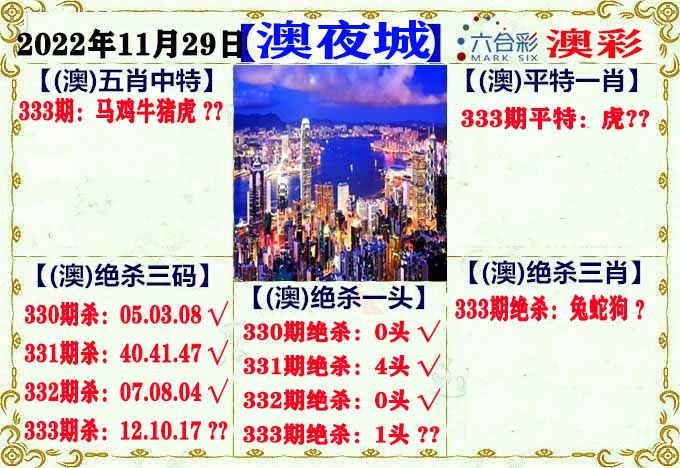 2022年11月29日【澳夜城】六合彩 澳彩
MARK SIX
【(澳)五肖中特】
333期：马鸡牛猪虎 ??
【(澳)平特一肖】
333期平特：虎??
【(澳)绝杀三码】
330期杀：05.03.08 √
331期杀：40.41.47 √
332期杀：07.08.04 √
333期杀：12.10.17 ??
【(澳)绝杀一头】
330期绝杀：0头 √
331期绝杀：4头 √
332期绝杀：0头 √
333期绝杀：1头 ??
【(澳)绝杀三肖】
333期绝杀：兔蛇狗 ?